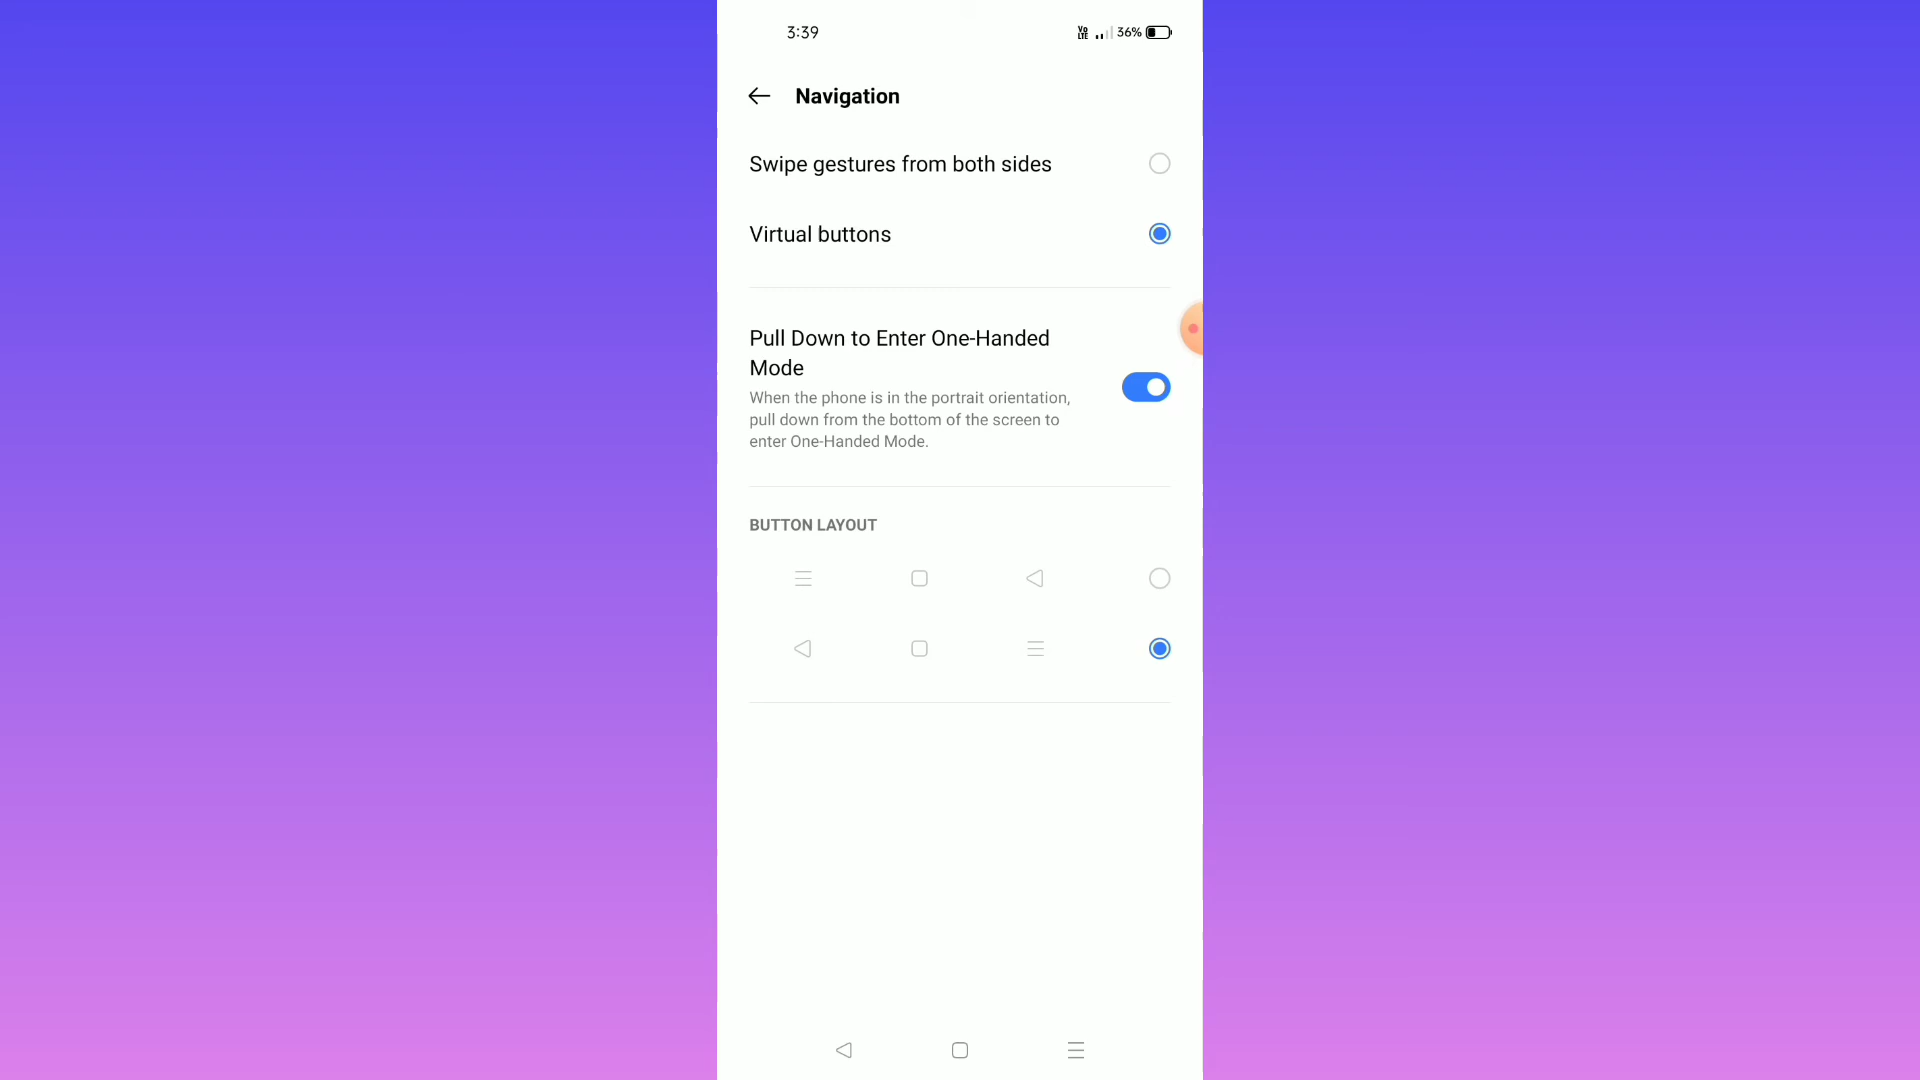 3:39
Vo LTE 36%
Navigation
Swipe gestures from both sides
Virtual buttons
Pull Down to Enter One-Handed
Mode
When the phone is in the portrait orientation,
pull down from the bottom of the screen to
enter One-Handed Mode.
BUTTON LAYOUT